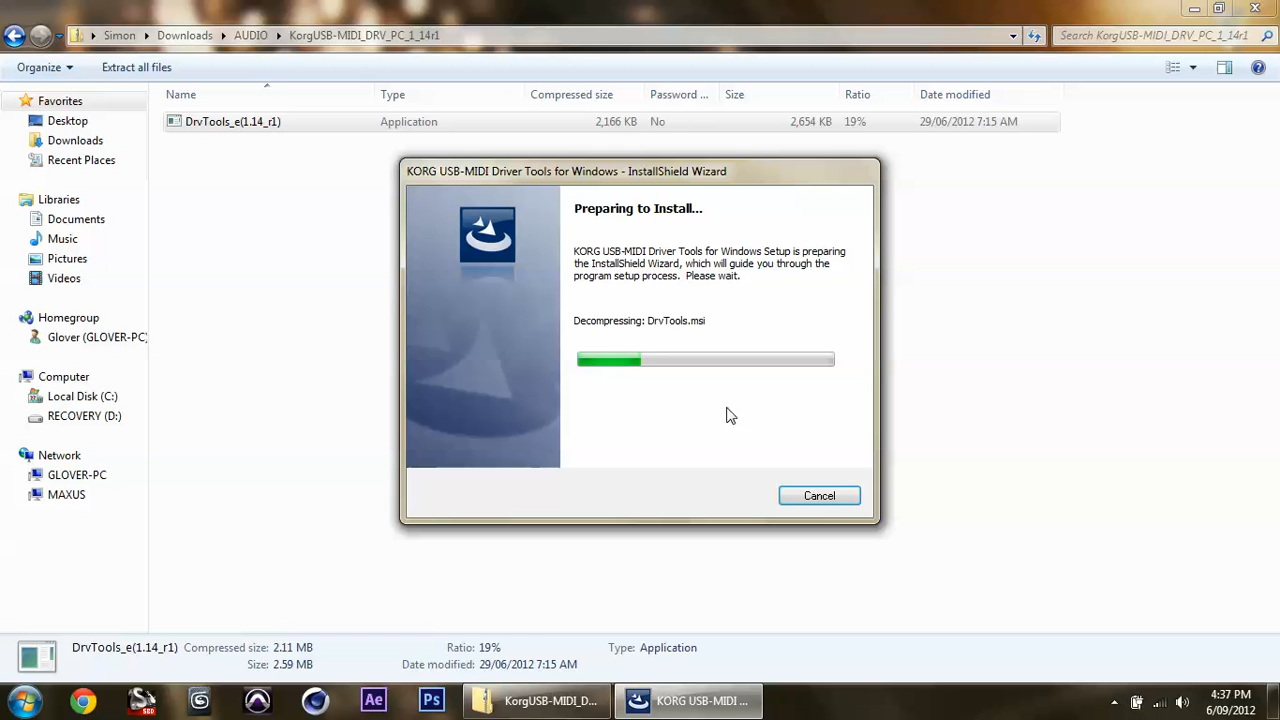 Simon
Downloads
AUDIO
KorgUSB-MIDI_DRV_PC_1_14r1
Search KorgUSB-MIDI_DRV_PC_1_14r1
Organize
Extract all files
Name
Type
Compressed size
Password ...
Size
Ratio
Date modified
DrvTools_e(1.14_r1)
Application
2,166 KB
No
2,654 KB
19%
29/06/2012 7:15 AM
Favorites
Desktop
Downloads
Recent Places
Libraries
Documents
Music
Pictures
Videos
Homegroup
Glover (GLOVER-PC)
Computer
Local Disk (C:)
RECOVERY (D:)
Network
GLOVER-PC
MAXUS
KORG USB-MIDI Driver Tools for Windows - InstallShield Wizard
Preparing to Install...
KORG USB-MIDI Driver Tools for Windows Setup is preparing
the InstallShield Wizard, which will guide you through the
program setup process. Please wait.
Decompressing: DrvTools.msi
Cancel
DrvTools_e(1.14_r1)
Compressed size: 2.11 MB
Ratio: 19%
Type: Application
Size: 2.59 MB
Date modified: 29/06/2012 7:15 AM
Ae
Ps
KorgUSB-MIDI_D...
KORG USB-MIDI ...
4:37 PM
6/09/2012